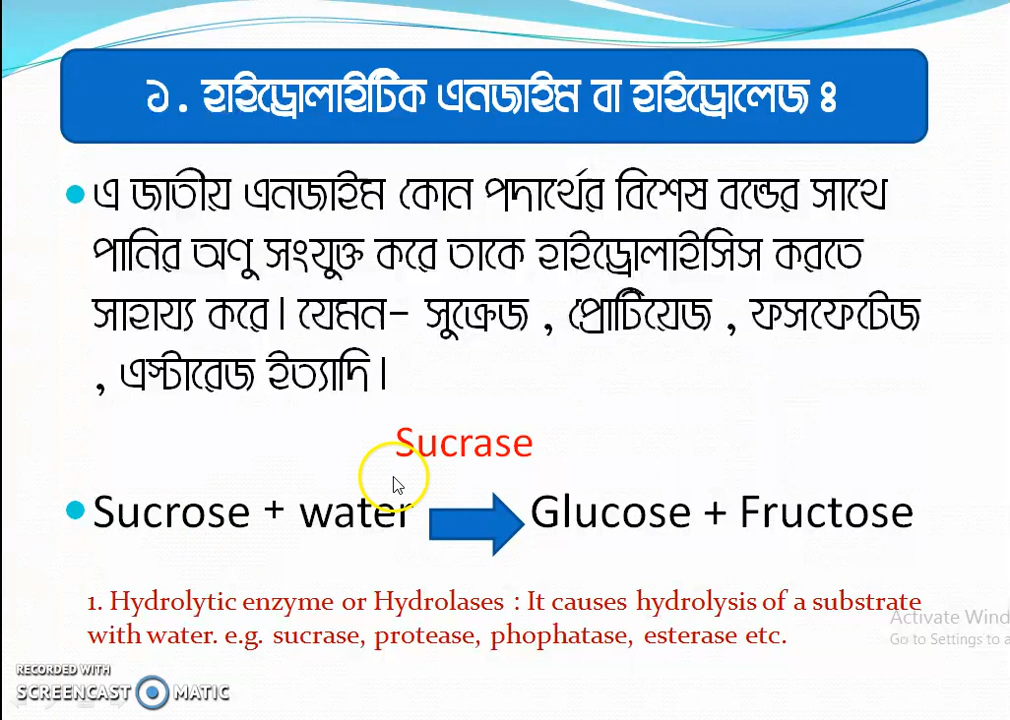 ১. হাইড্রোলাইটিক এনজাইম বা হাইড্রোলেজ ঃ
এ জাতীয় এনজাইম কোন পদার্থের বিশেষ বন্ডের সাথে
পানির অণু সংযুক্ত করে তাকে হাইড্রোলাইসিস করতে
সাহায্য করে। যেমন- সুক্রেজ , প্রোটিয়েজ , ফসফেটেজ
, এস্টারেজ ইত্যাদি।
Sucrase
Sucrose + water Glucose + Fructose
1. Hydrolytic enzyme or Hydrolases : It causes hydrolysis of a substrate
with water. e.g. sucrase, protease, phophatase, esterase etc.
Activate Wind
Go to Settings to a
RECORDED WITH
SCREENCAST MATIC